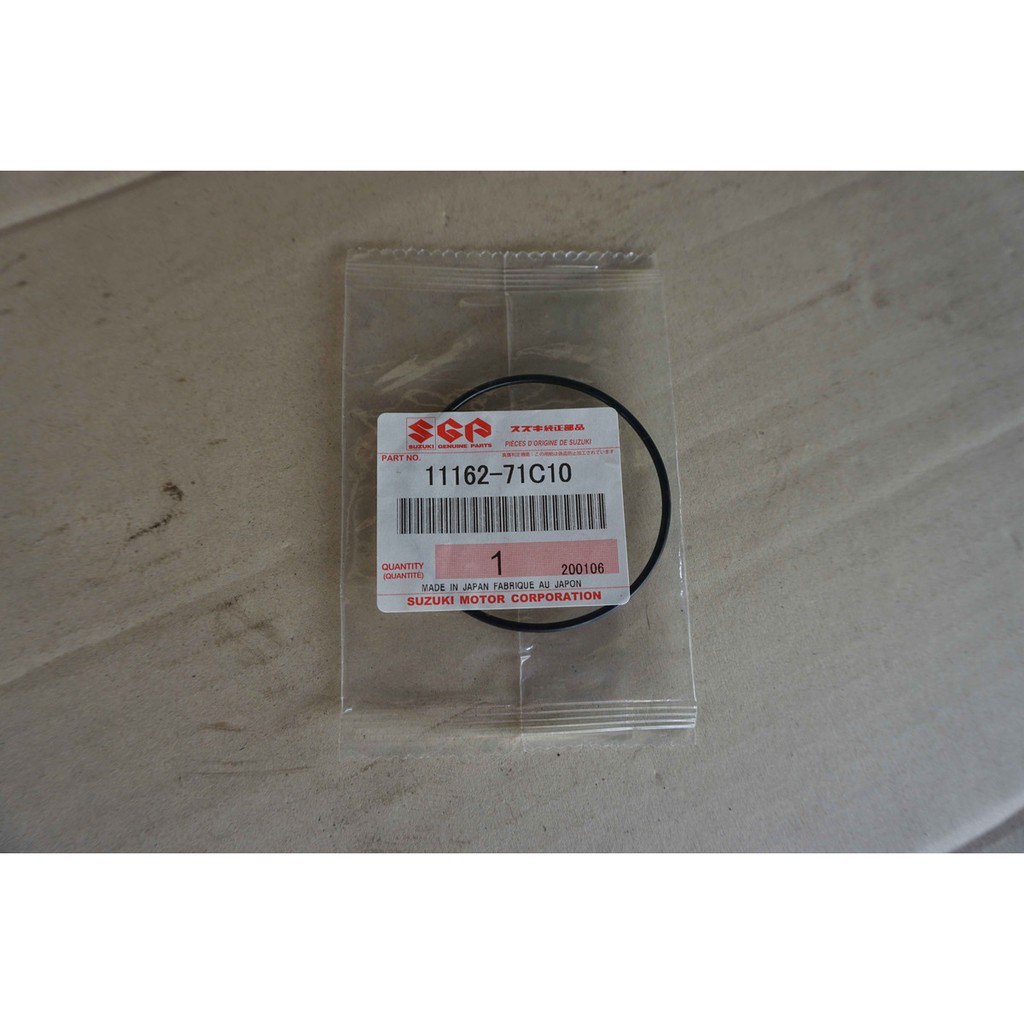 SGP スズキ純正部品
SUZUKI GENUINE PARTS PIÈCES D'ORIGINE DE SUZUKI
PART NO.
11162-71C10
QUANTITY
(QUANTITÉ) 1 200106
MADE IN JAPAN FABRIQUE AU JAPON
SUZUKI MOTOR CORPORATION